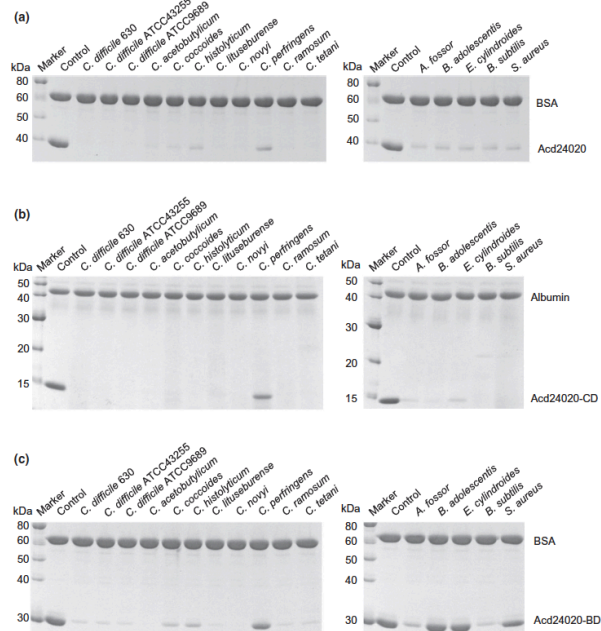 (a)
kDa Marker Control C. difficile 630 C. difficile ATCC43255 C. difficile ATCC9689 C. acetobutylicum C. coccoides C. histolyticum C. lituseburense C. novyi C. perfringens C. ramosum C. tetani
80
60
50
40
kDa Marker Control A. fossor B. adolescentis E. cylindroides B. subtilis S. aureus
80
60
50
40
BSA
Acd24020
(b)
kDa Marker Control C. difficile 630 C. difficile ATCC43255 C. difficile ATCC9689 C. acetobutylicum C. coccoides C. histolyticum C. lituseburense C. novyi C. perfringens C. ramosum C. tetani
50
40
30
20
15
kDa Marker Control A. fossor B. adolescentis E. cylindroides B. subtilis S. aureus
50
40
30
20
15
Albumin
Acd24020-CD
(c)
kDa Marker Control C. difficile 630 C. difficile ATCC43255 C. difficile ATCC9689 C. acetobutylicum C. coccoides C. histolyticum C. lituseburense C. novyi C. perfringens C. ramosum C. tetani
80
60
50
40
30
kDa Marker Control A. fossor B. adolescentis E. cylindroides B. subtilis S. aureus
80
60
50
40
30
BSA
Acd24020-BD